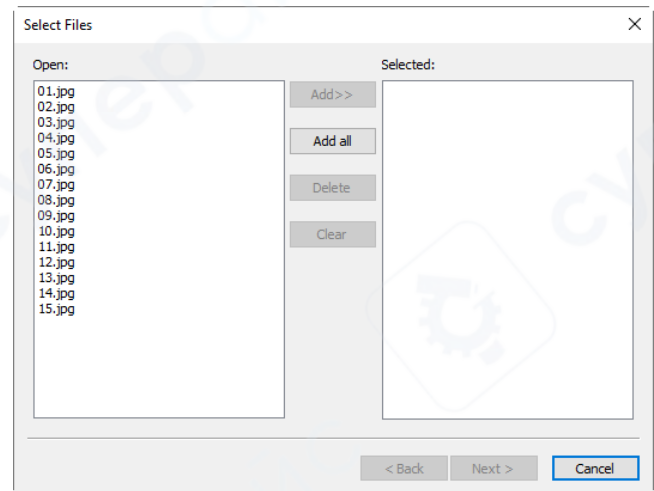 Select Files
Open:
Selected:
01.jpg
02.jpg
03.jpg
04.jpg
05.jpg
06.jpg
07.jpg
08.jpg
09.jpg
10.jpg
11.jpg
12.jpg
13.jpg
14.jpg
15.jpg
Add>>
Add all
Delete
Clear
< Back
Next >
Cancel